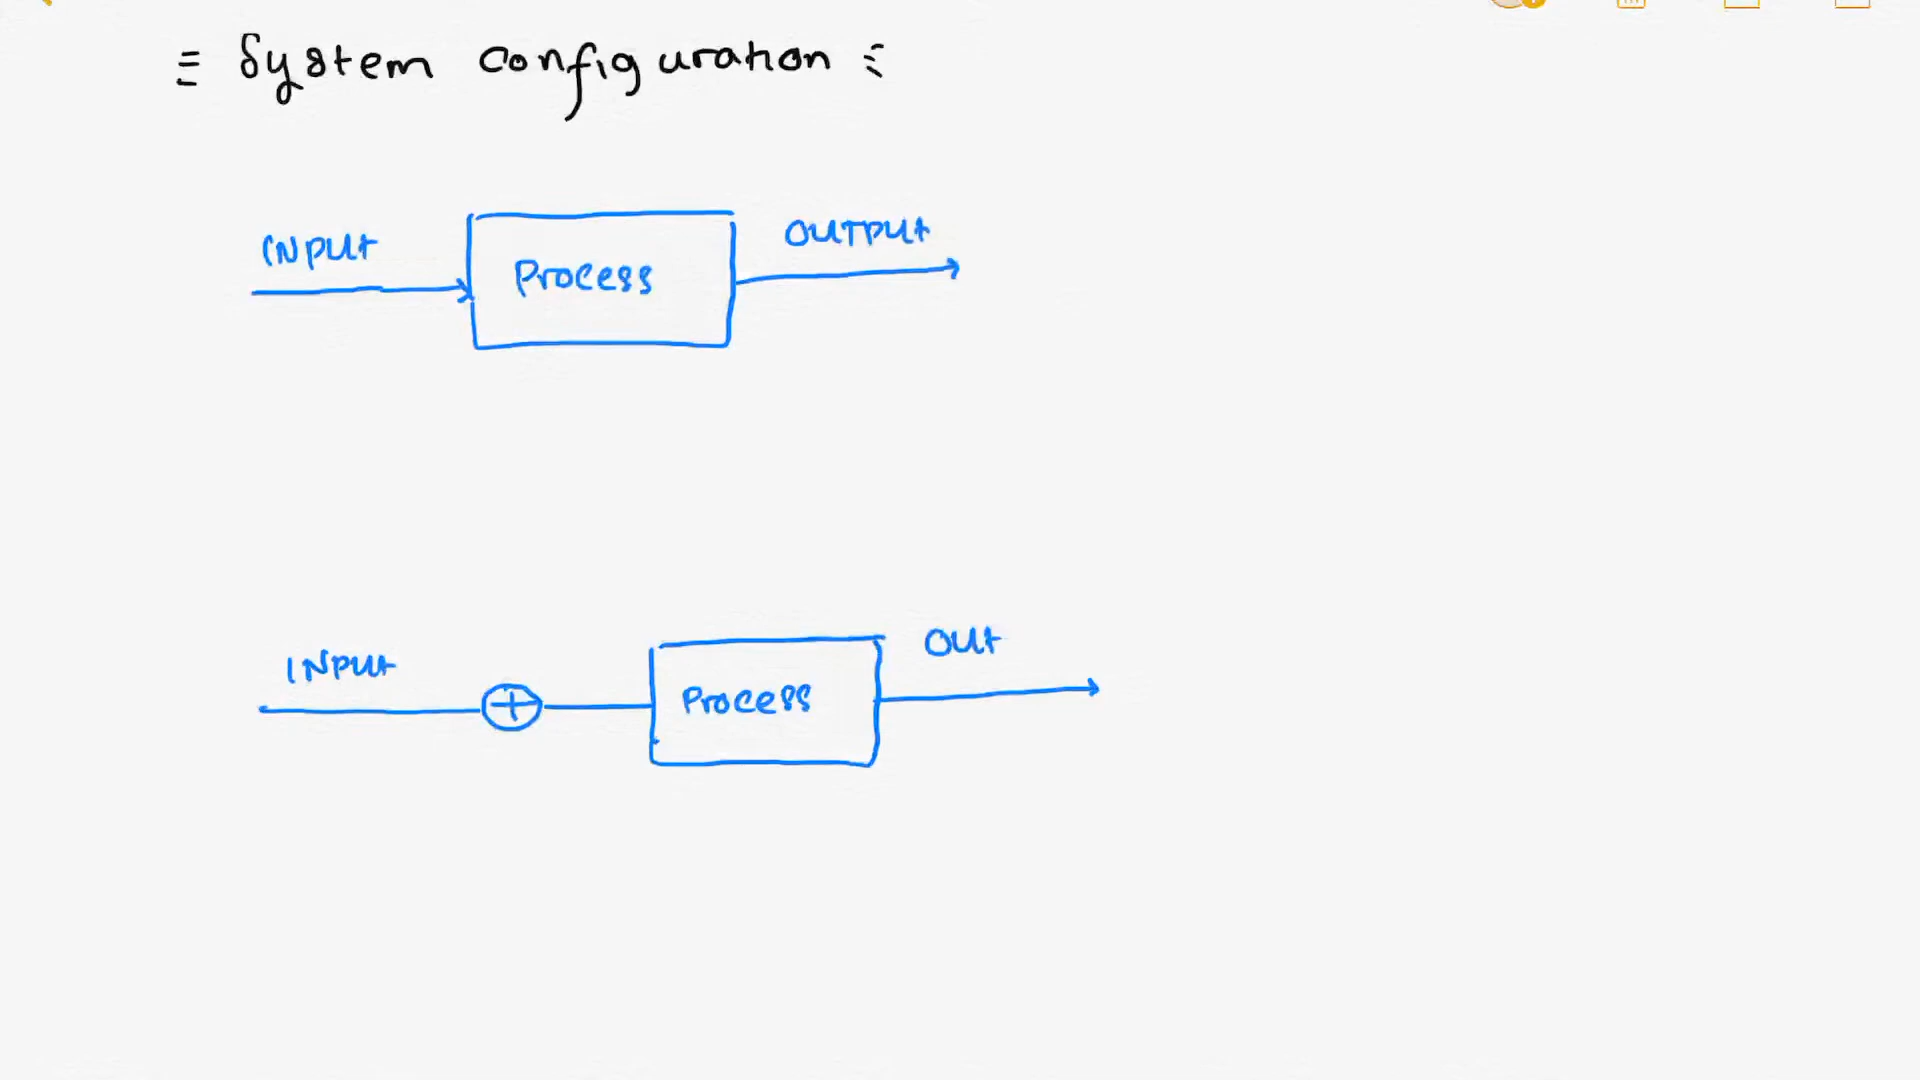 System configuration
INPUT
Process
OUTPUT
INPUT
+
Process
OUT